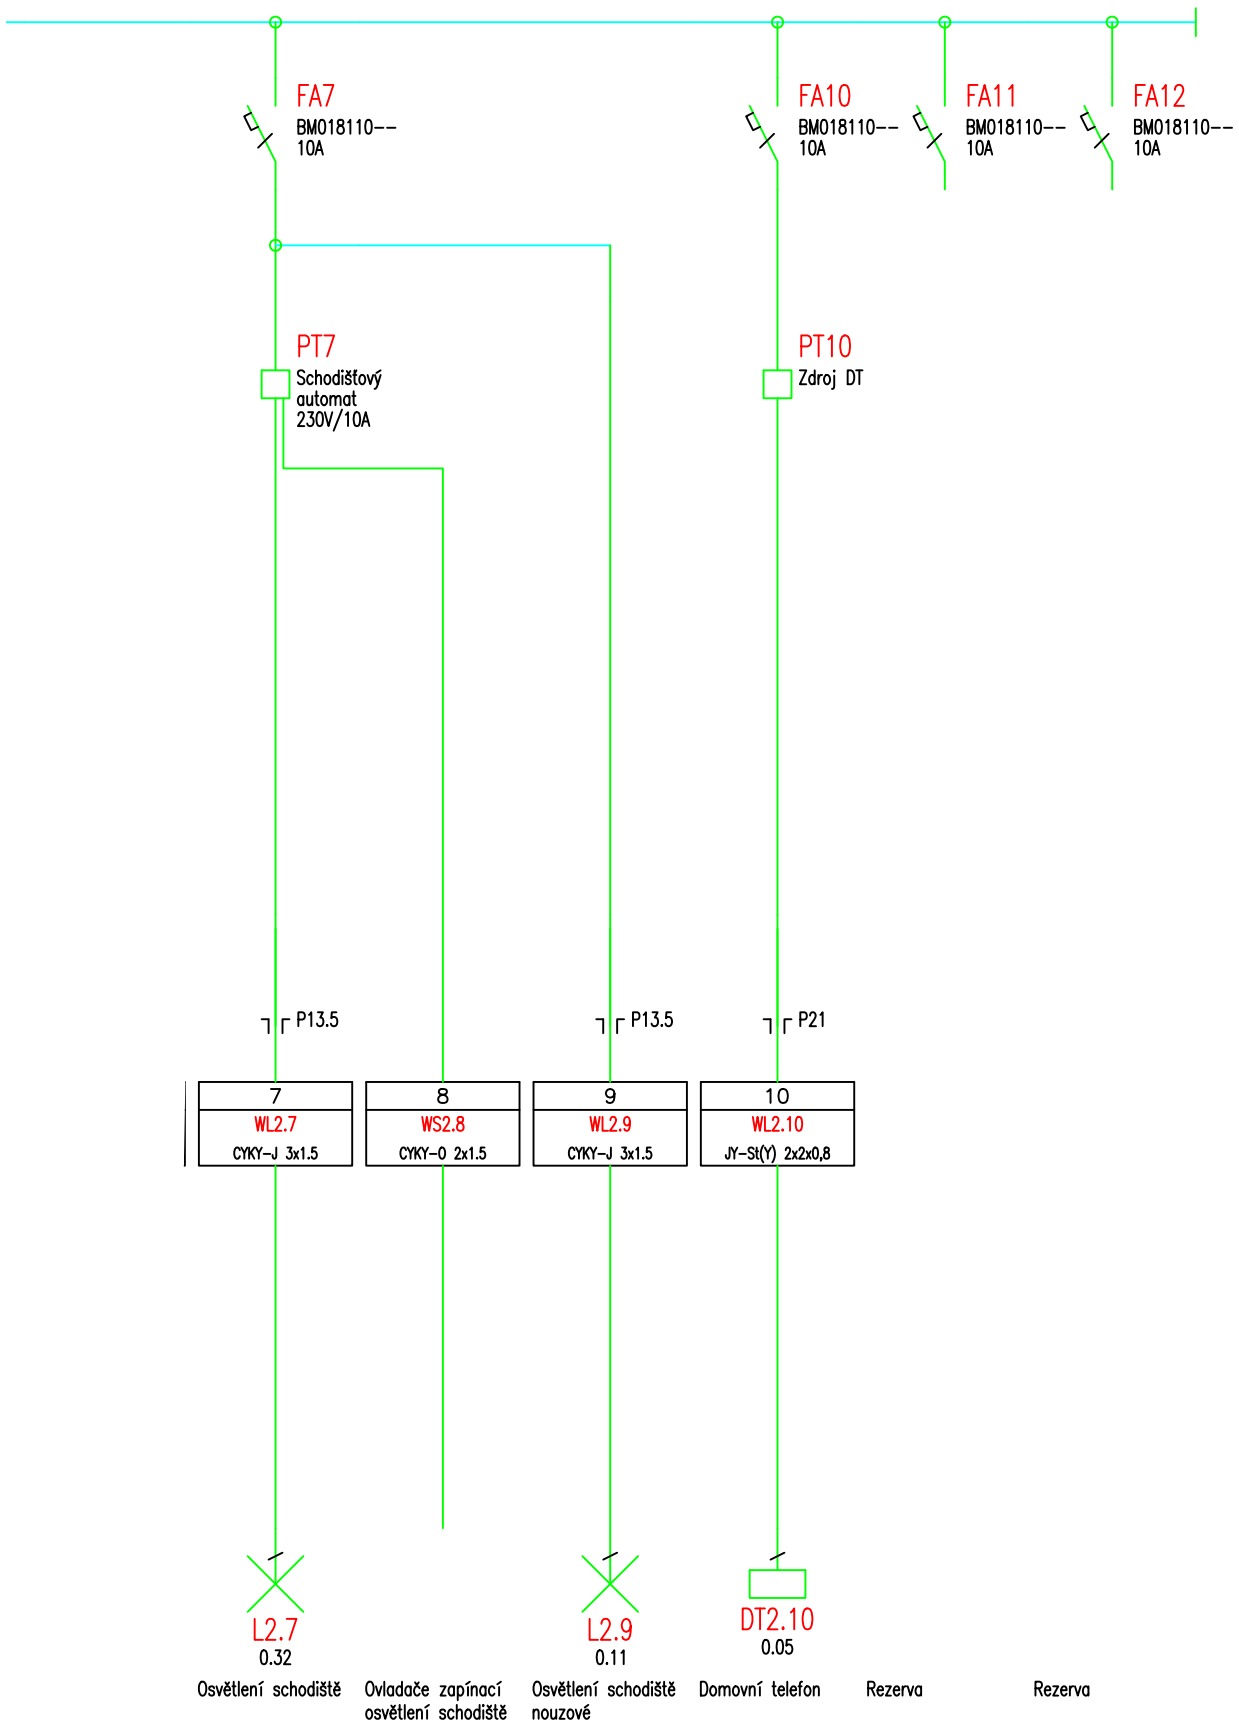 FA7
BM018110--
10A
FA10
BM018110--
10A
FA11
BM018110--
10A
FA12
BM018110--
10A
PT7
Schodišťový
automat
230V/10A
PT10
Zdroj DT
P13.5
P13.5
P21
7
WL2.7
CYKY-J 3x1.5
8
WS2.8
CYKY-O 2x1.5
9
WL2.9
CYKY-J 3x1.5
10
WL2.10
JY-St(Y) 2x2x0,8
L2.7
0.32
Osvětlení schodiště
Ovladače zapínací
osvětlení schodiště
L2.9
0.11
Osvětlení schodiště
nouzové
DT2.10
0.05
Domovní telefon
Rezerva
Rezerva